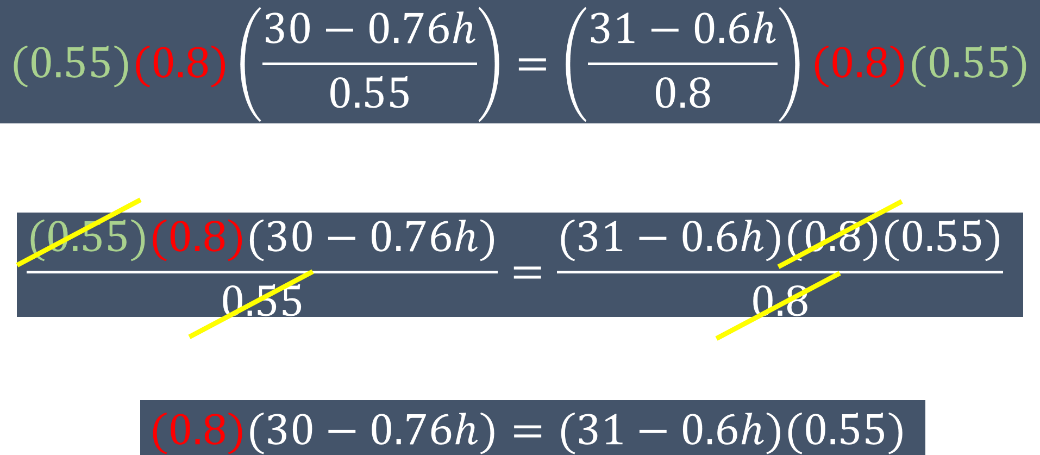 (0.55)(0.8)((30 − 0.76h)/0.55) = ((31 − 0.6h)/0.8)(0.8)(0.55)
(0.55)(0.8)(30 − 0.76h)/0.55 = (31 − 0.6h)(0.8)(0.55)/0.8
(0.8)(30 − 0.76h) = (31 − 0.6h)(0.55)